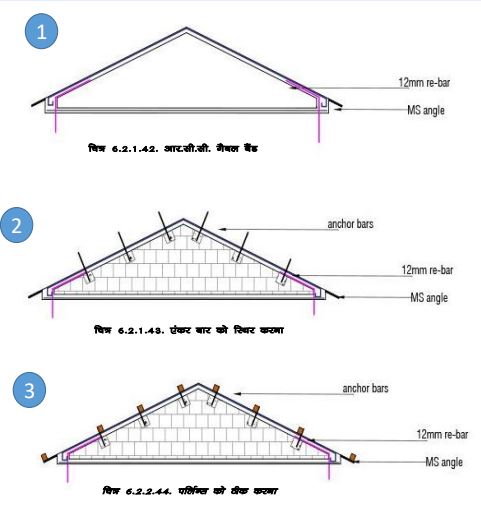 1
12mm re-bar
MS angle
चित्र 6.2.1.42. आर.सी.सी. गैबल बैंड
2
anchor bars
12mm re-bar
MS angle
चित्र 6.2.1.43. एंकर बार को स्थिर करना
3
anchor bars
12mm re-bar
MS angle
चित्र 6.2.2.44. पर्लिन्स को ठीक करना